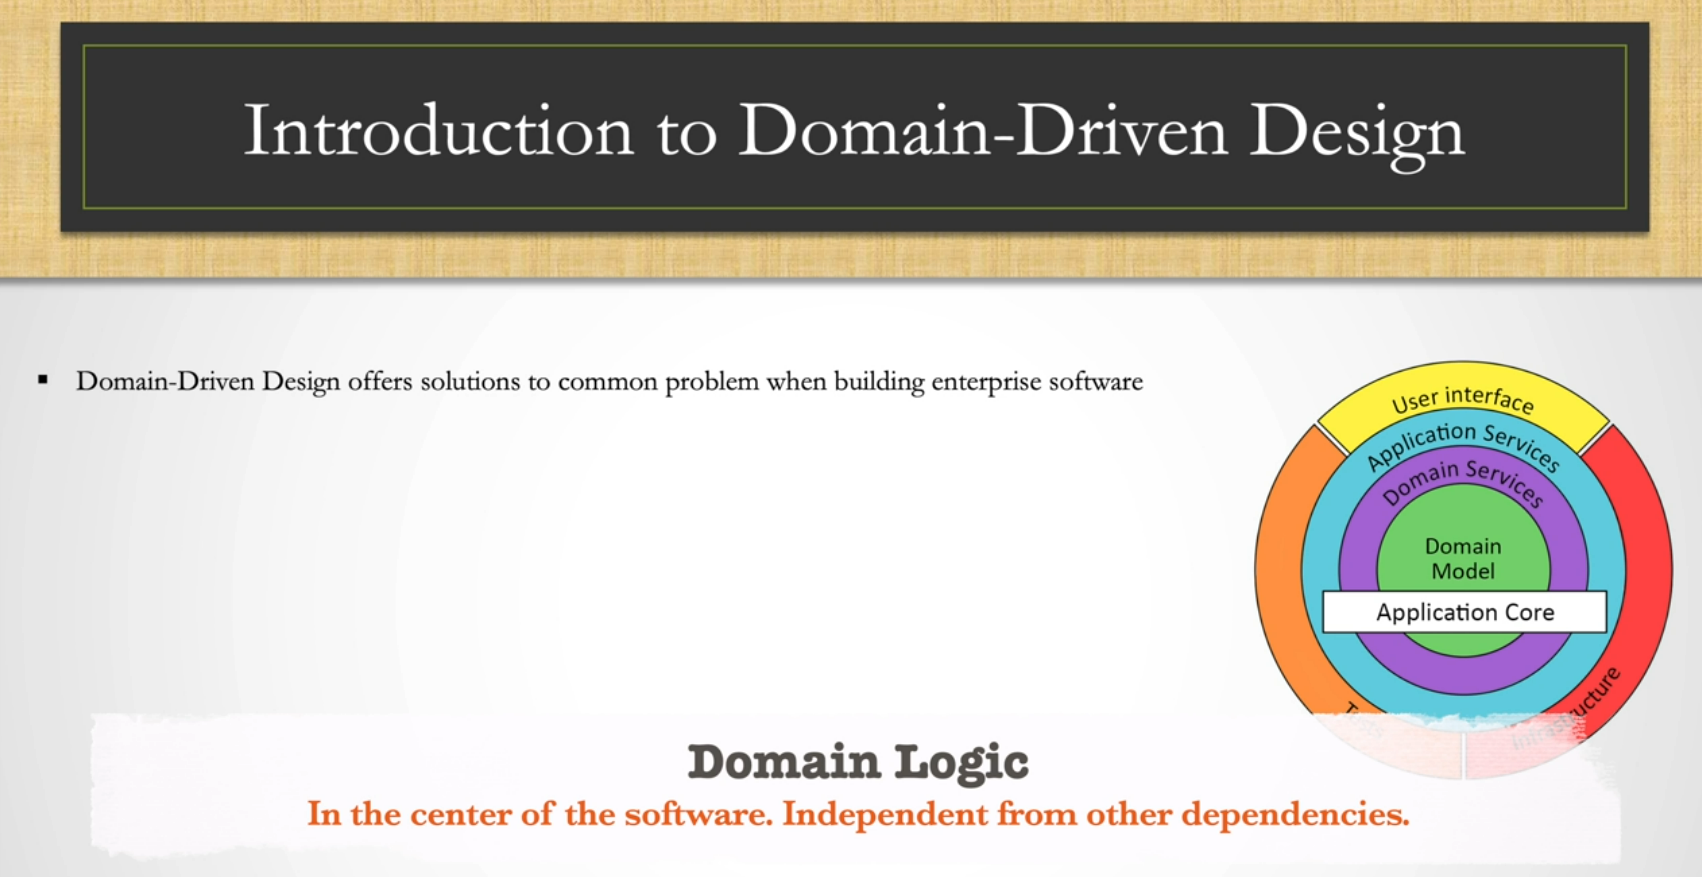 Introduction to Domain-Driven Design
Domain-Driven Design offers solutions to common problem when building enterprise software
User interface
Application Services
Domain Services
Domain
Model
Application Core
Domain Logic
In the center of the software. Independent from other dependencies.